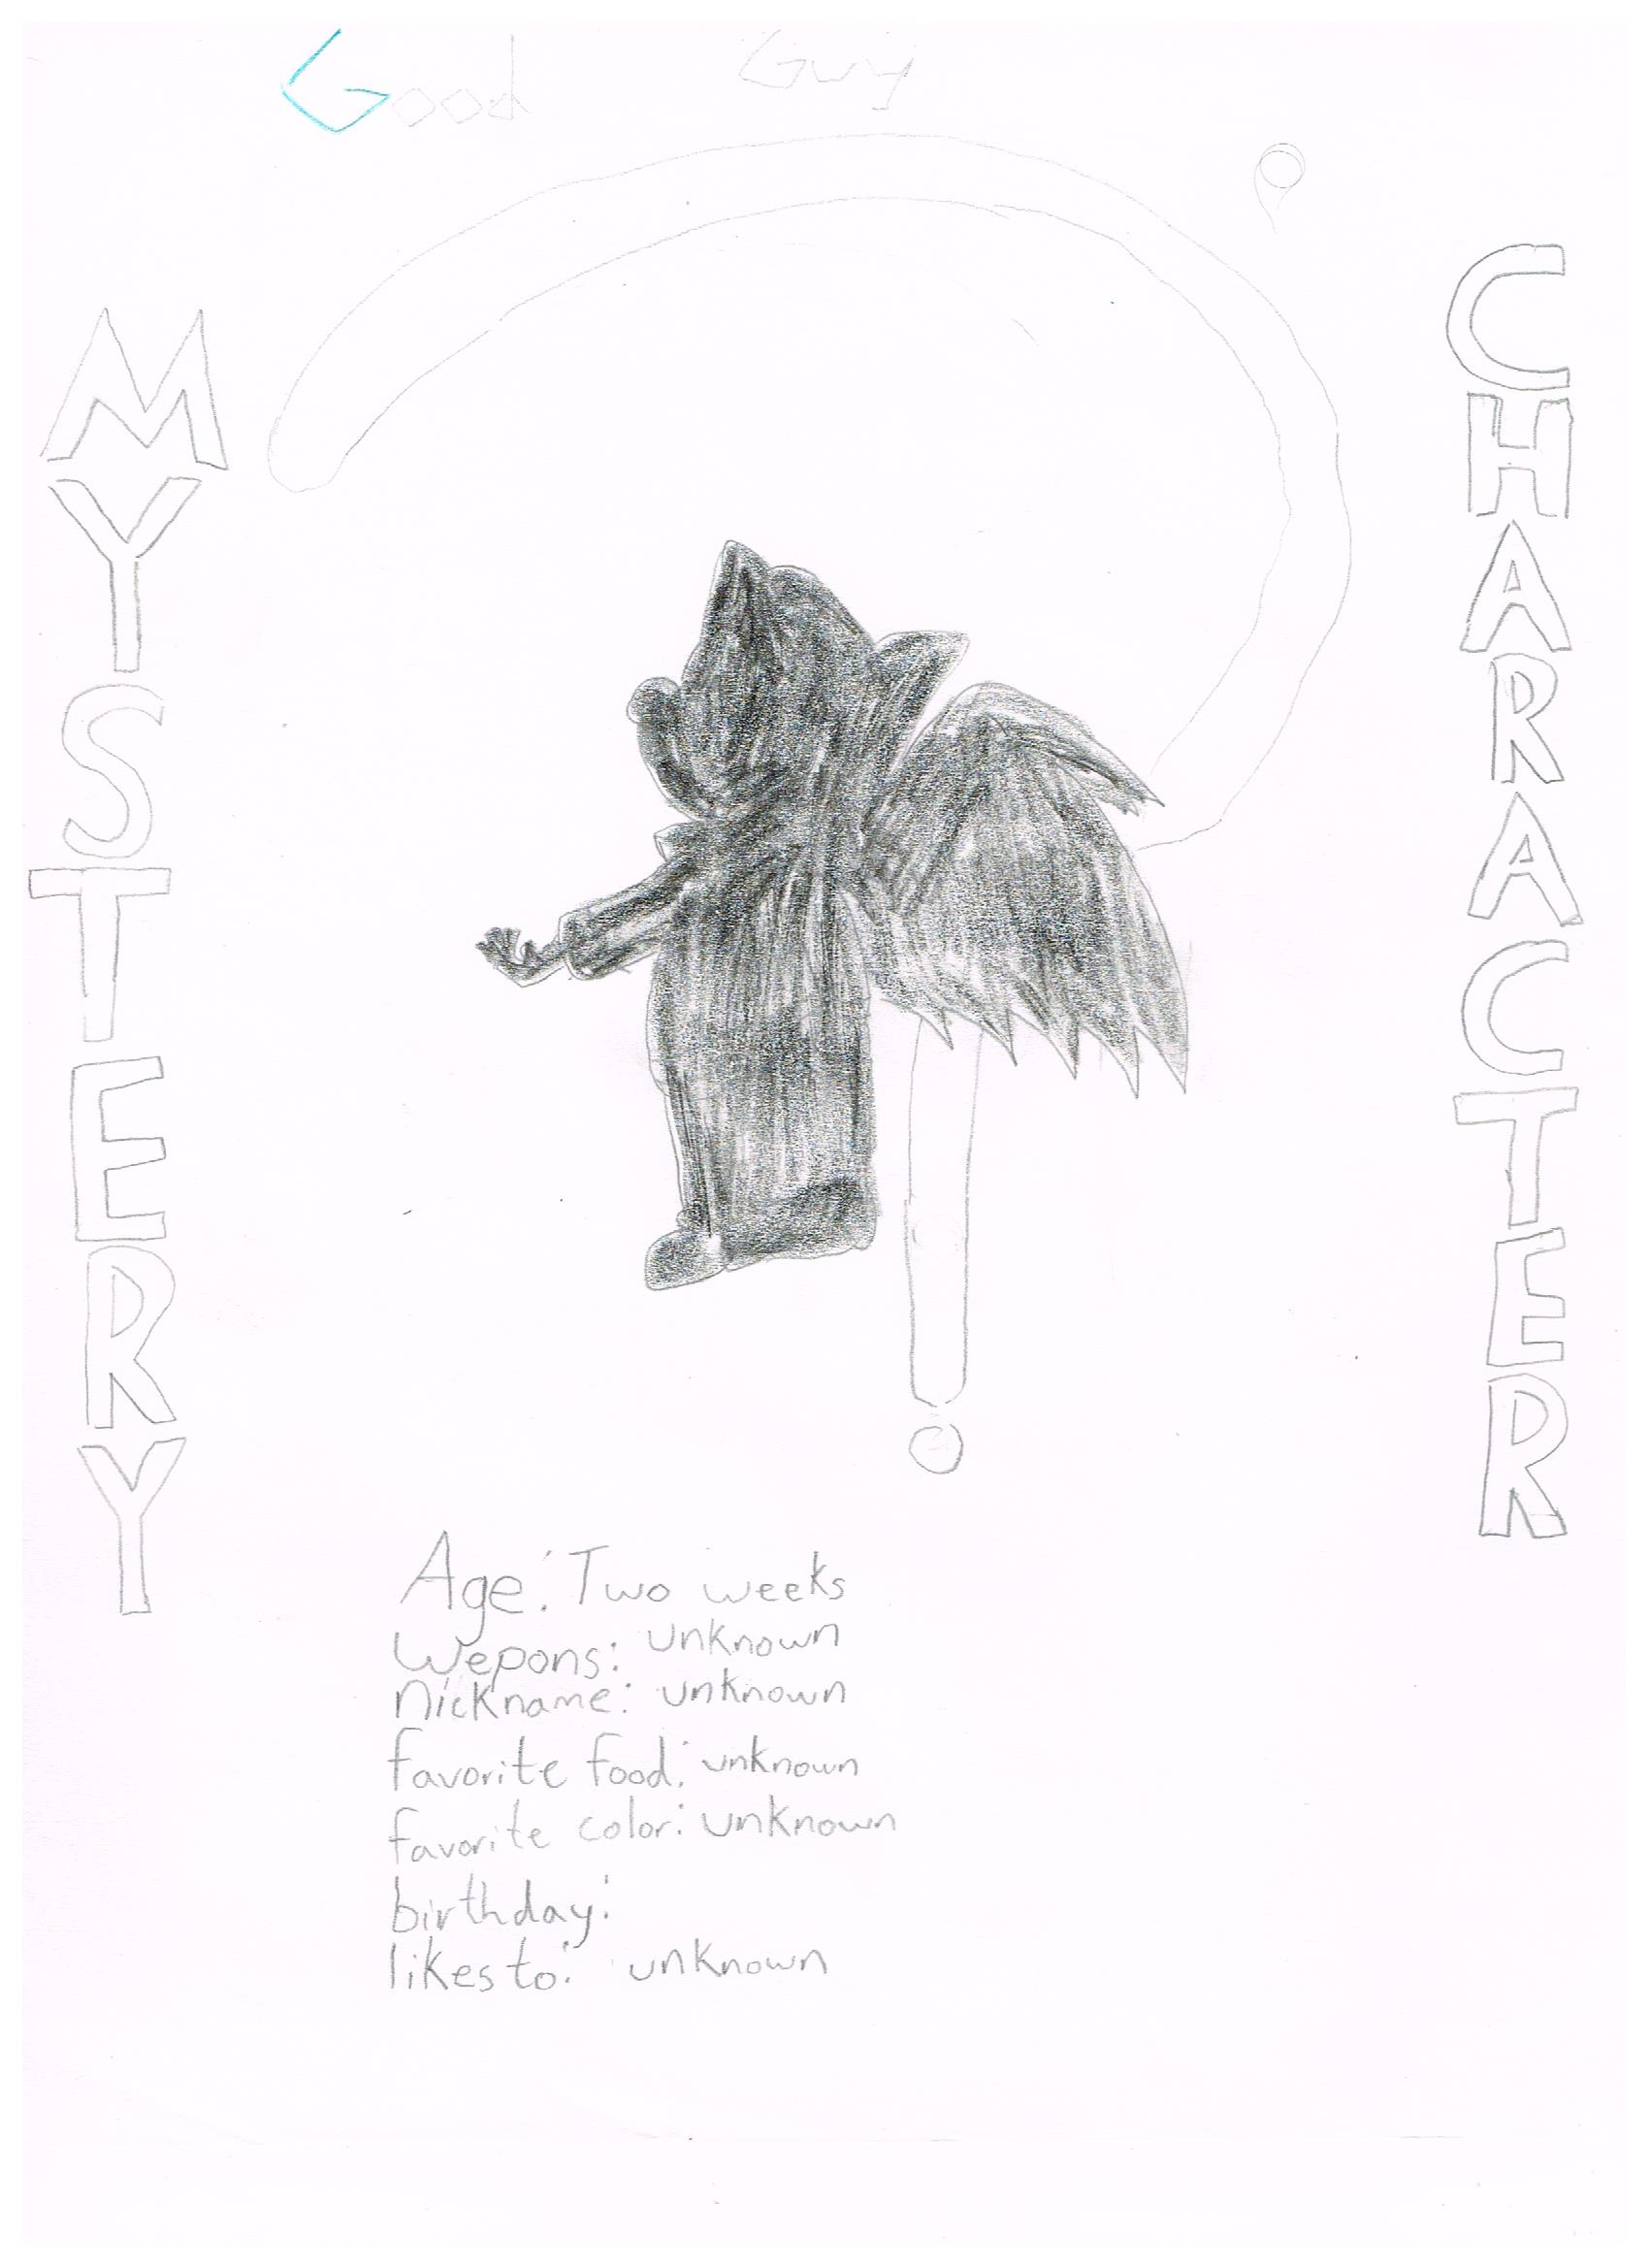 Good Guy
MYSTERY
CHARACTER
Age: Two weeks
Wepons: unknown
nickname: unknown
favorite food: unknown
favorite color: unknown
birthday:
likes to: unknown